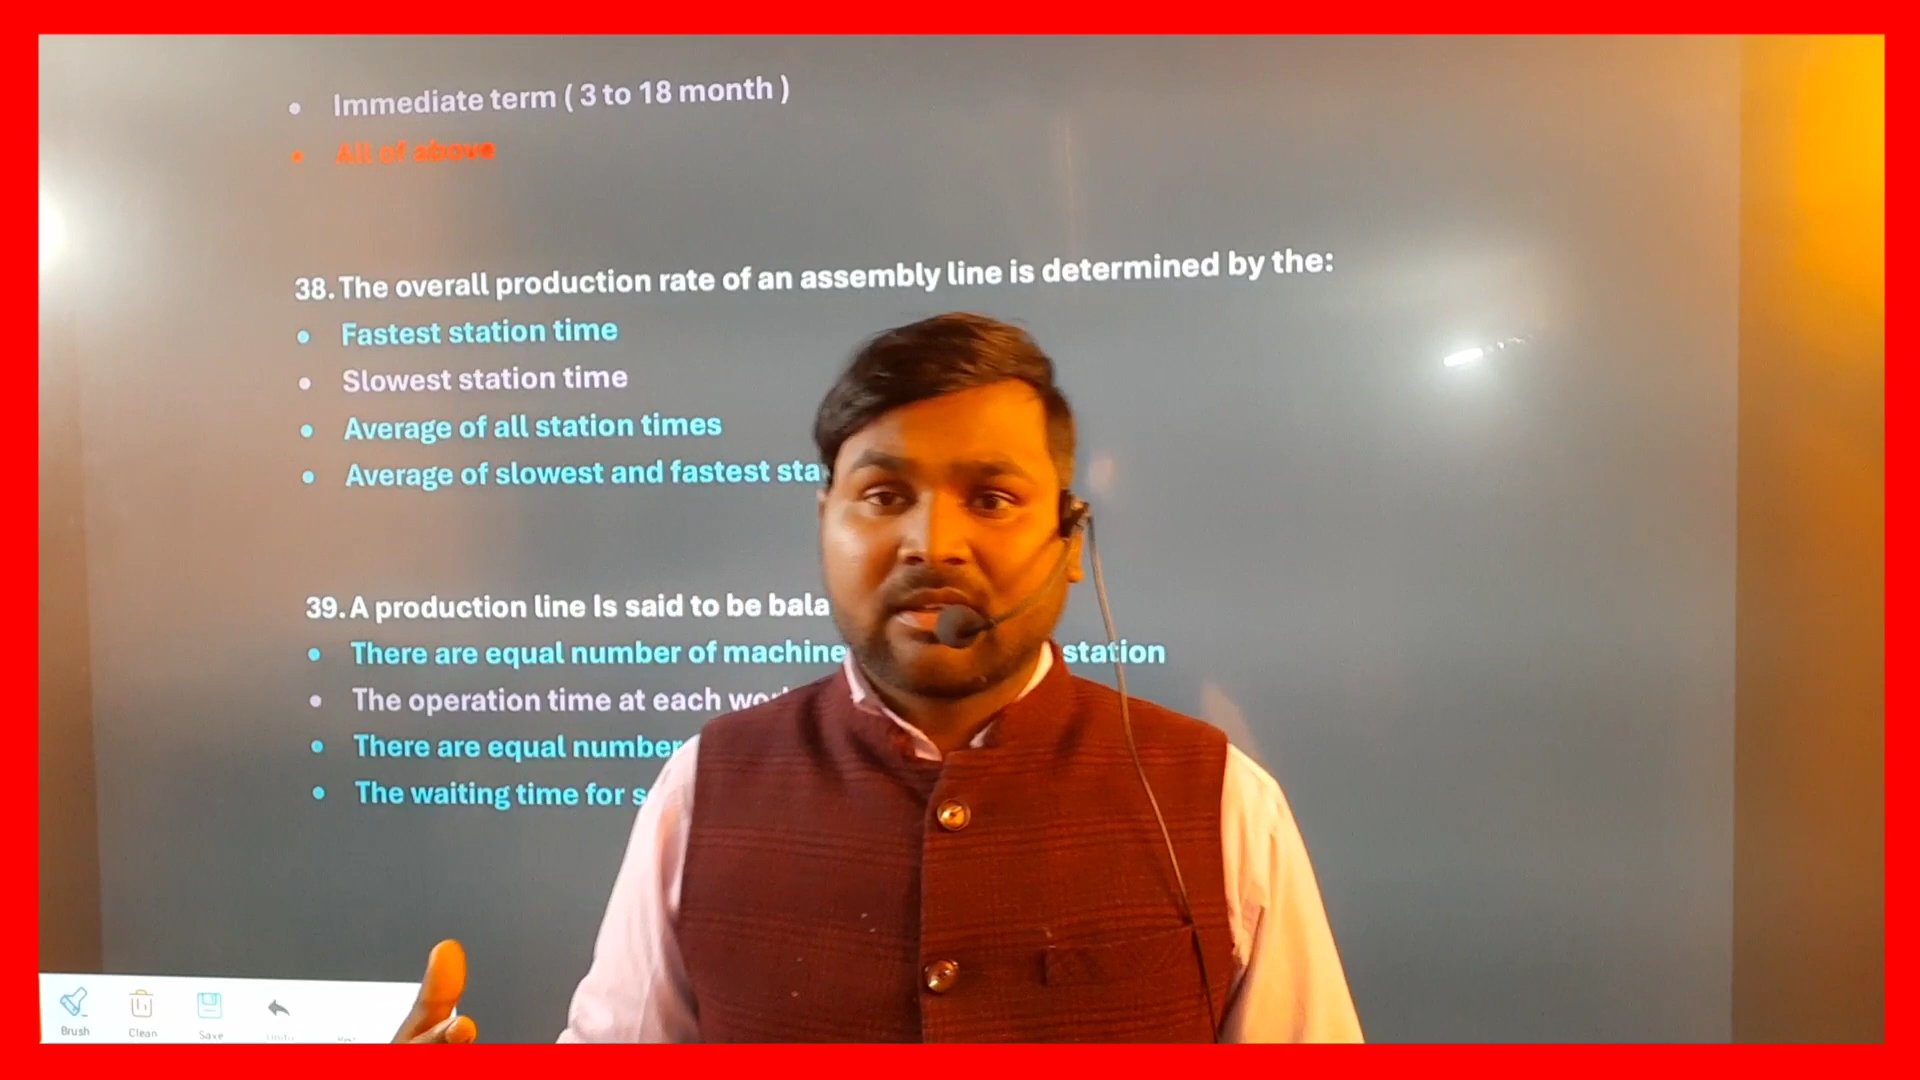 • Immediate term ( 3 to 18 month )
• All of above
38. The overall production rate of an assembly line is determined by the:
• Fastest station time
• Slowest station time
• Average of all station times
• Average of slowest and fastest sta
39. A production line Is said to be bala
• There are equal number of machine station
• The operation time at each
• There are equal number
• The waiting time for s
Brush Clean Save Undo